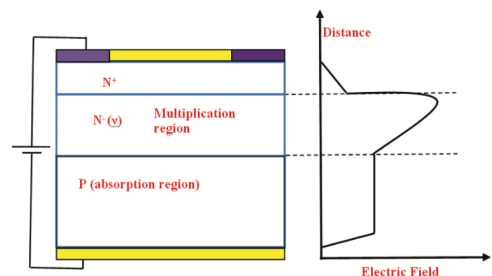 Distance
N⁺
N⁻(ν)
Multiplication
region
P (absorption region)
Electric Field